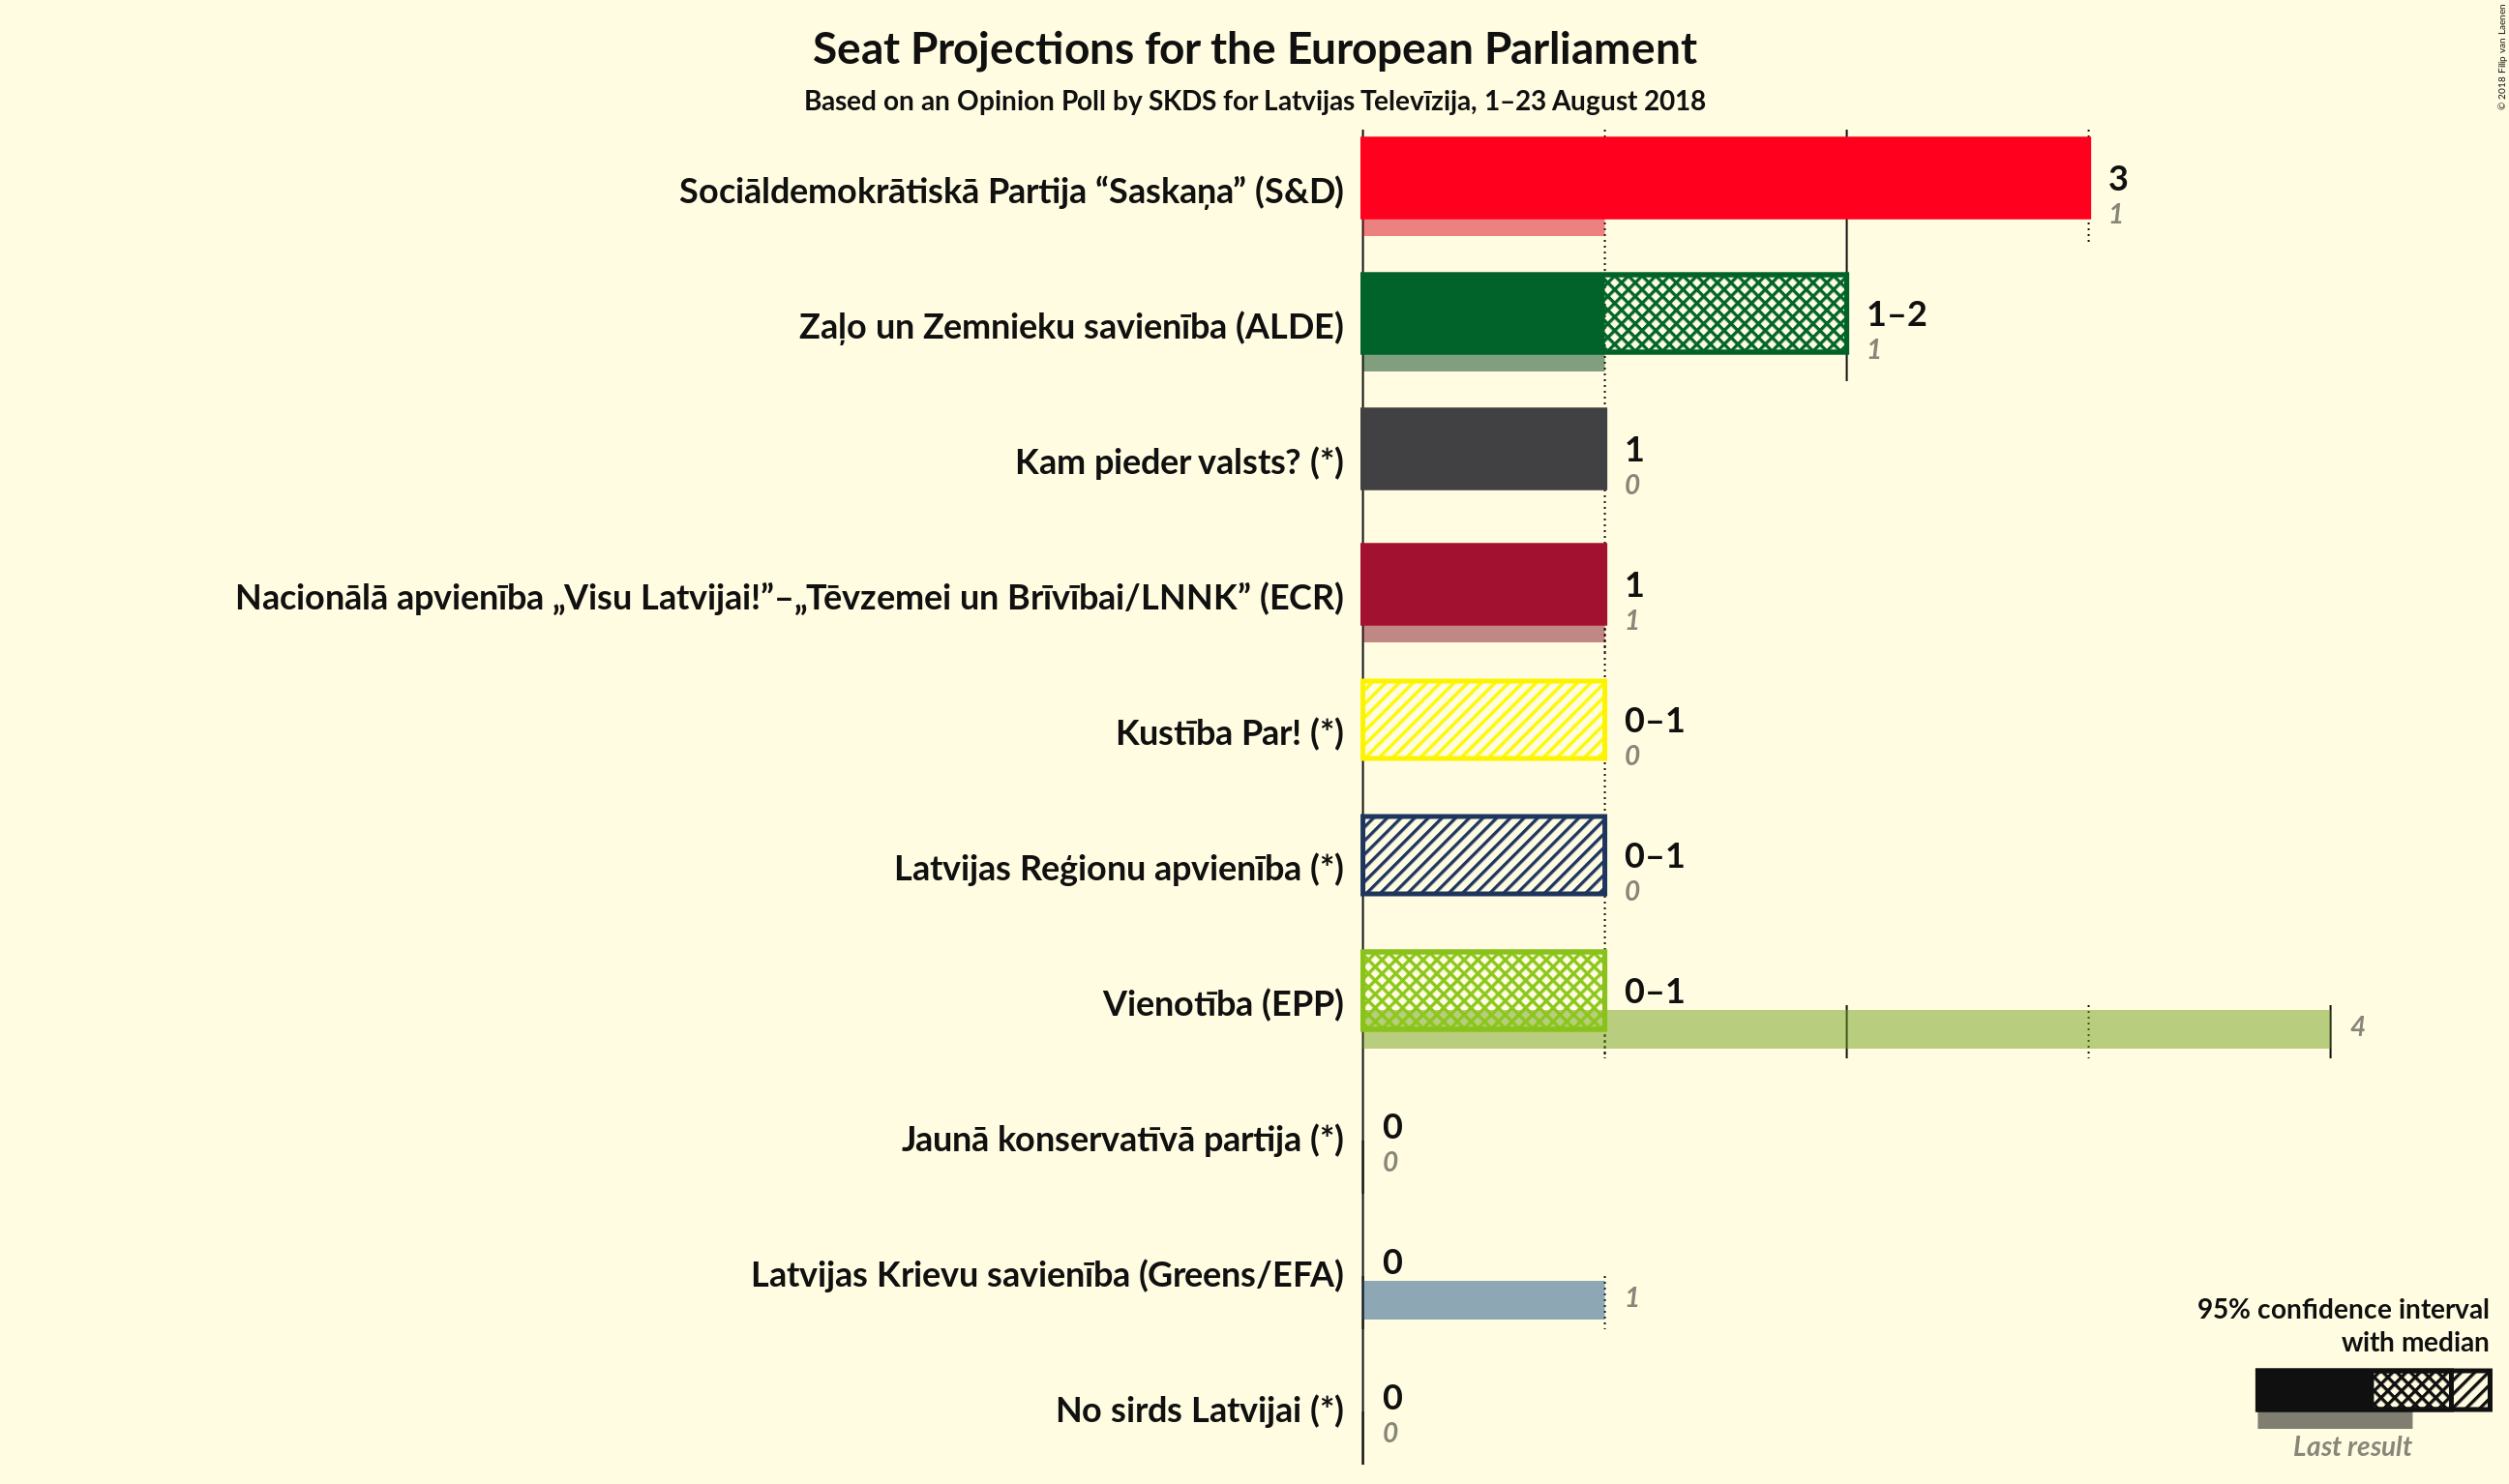 Seat Projections for the European Parliament
Based on an Opinion Poll by SKDS for Latvijas Televīzija, 1–23 August 2018
© 2018 Filip van Laenen
Sociāldemokrātiskā Partija “Saskaņa” (S&D)
3
1
Zaļo un Zemnieku savienība (ALDE)
1–2
1
Kam pieder valsts? (*)
1
0
Nacionālā apvienība „Visu Latvijai!”–„Tēvzemei un Brīvībai/LNNK” (ECR)
1
1
Kustība Par! (*)
0–1
0
Latvijas Reģionu apvienība (*)
0–1
0
Vienotība (EPP)
0–1
4
Jaunā konservatīvā partija (*)
0
0
Latvijas Krievu savienība (Greens/EFA)
0
1
No sirds Latvijai (*)
0
0
95% confidence interval
with median
Last result